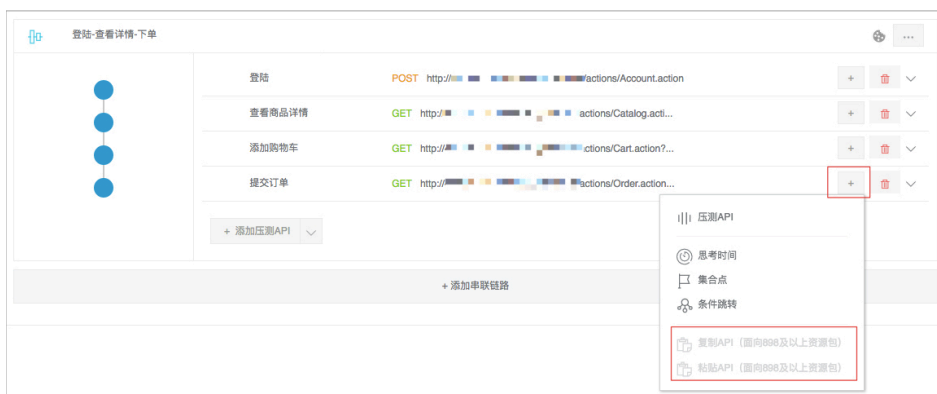 登陆-查看详情-下单
登陆 POST http:// /actions/Account.action
查看商品详情 GET http:// actions/Catalog.acti...
添加购物车 GET http:// ctions/Cart.action?...
提交订单 GET http:// actions/Order.action...
+ 添加压测API
压测API
思考时间
+ 添加串联链路
集合点
条件跳转
复制API（面向898及以上资源包）
粘贴API（面向898及以上资源包）